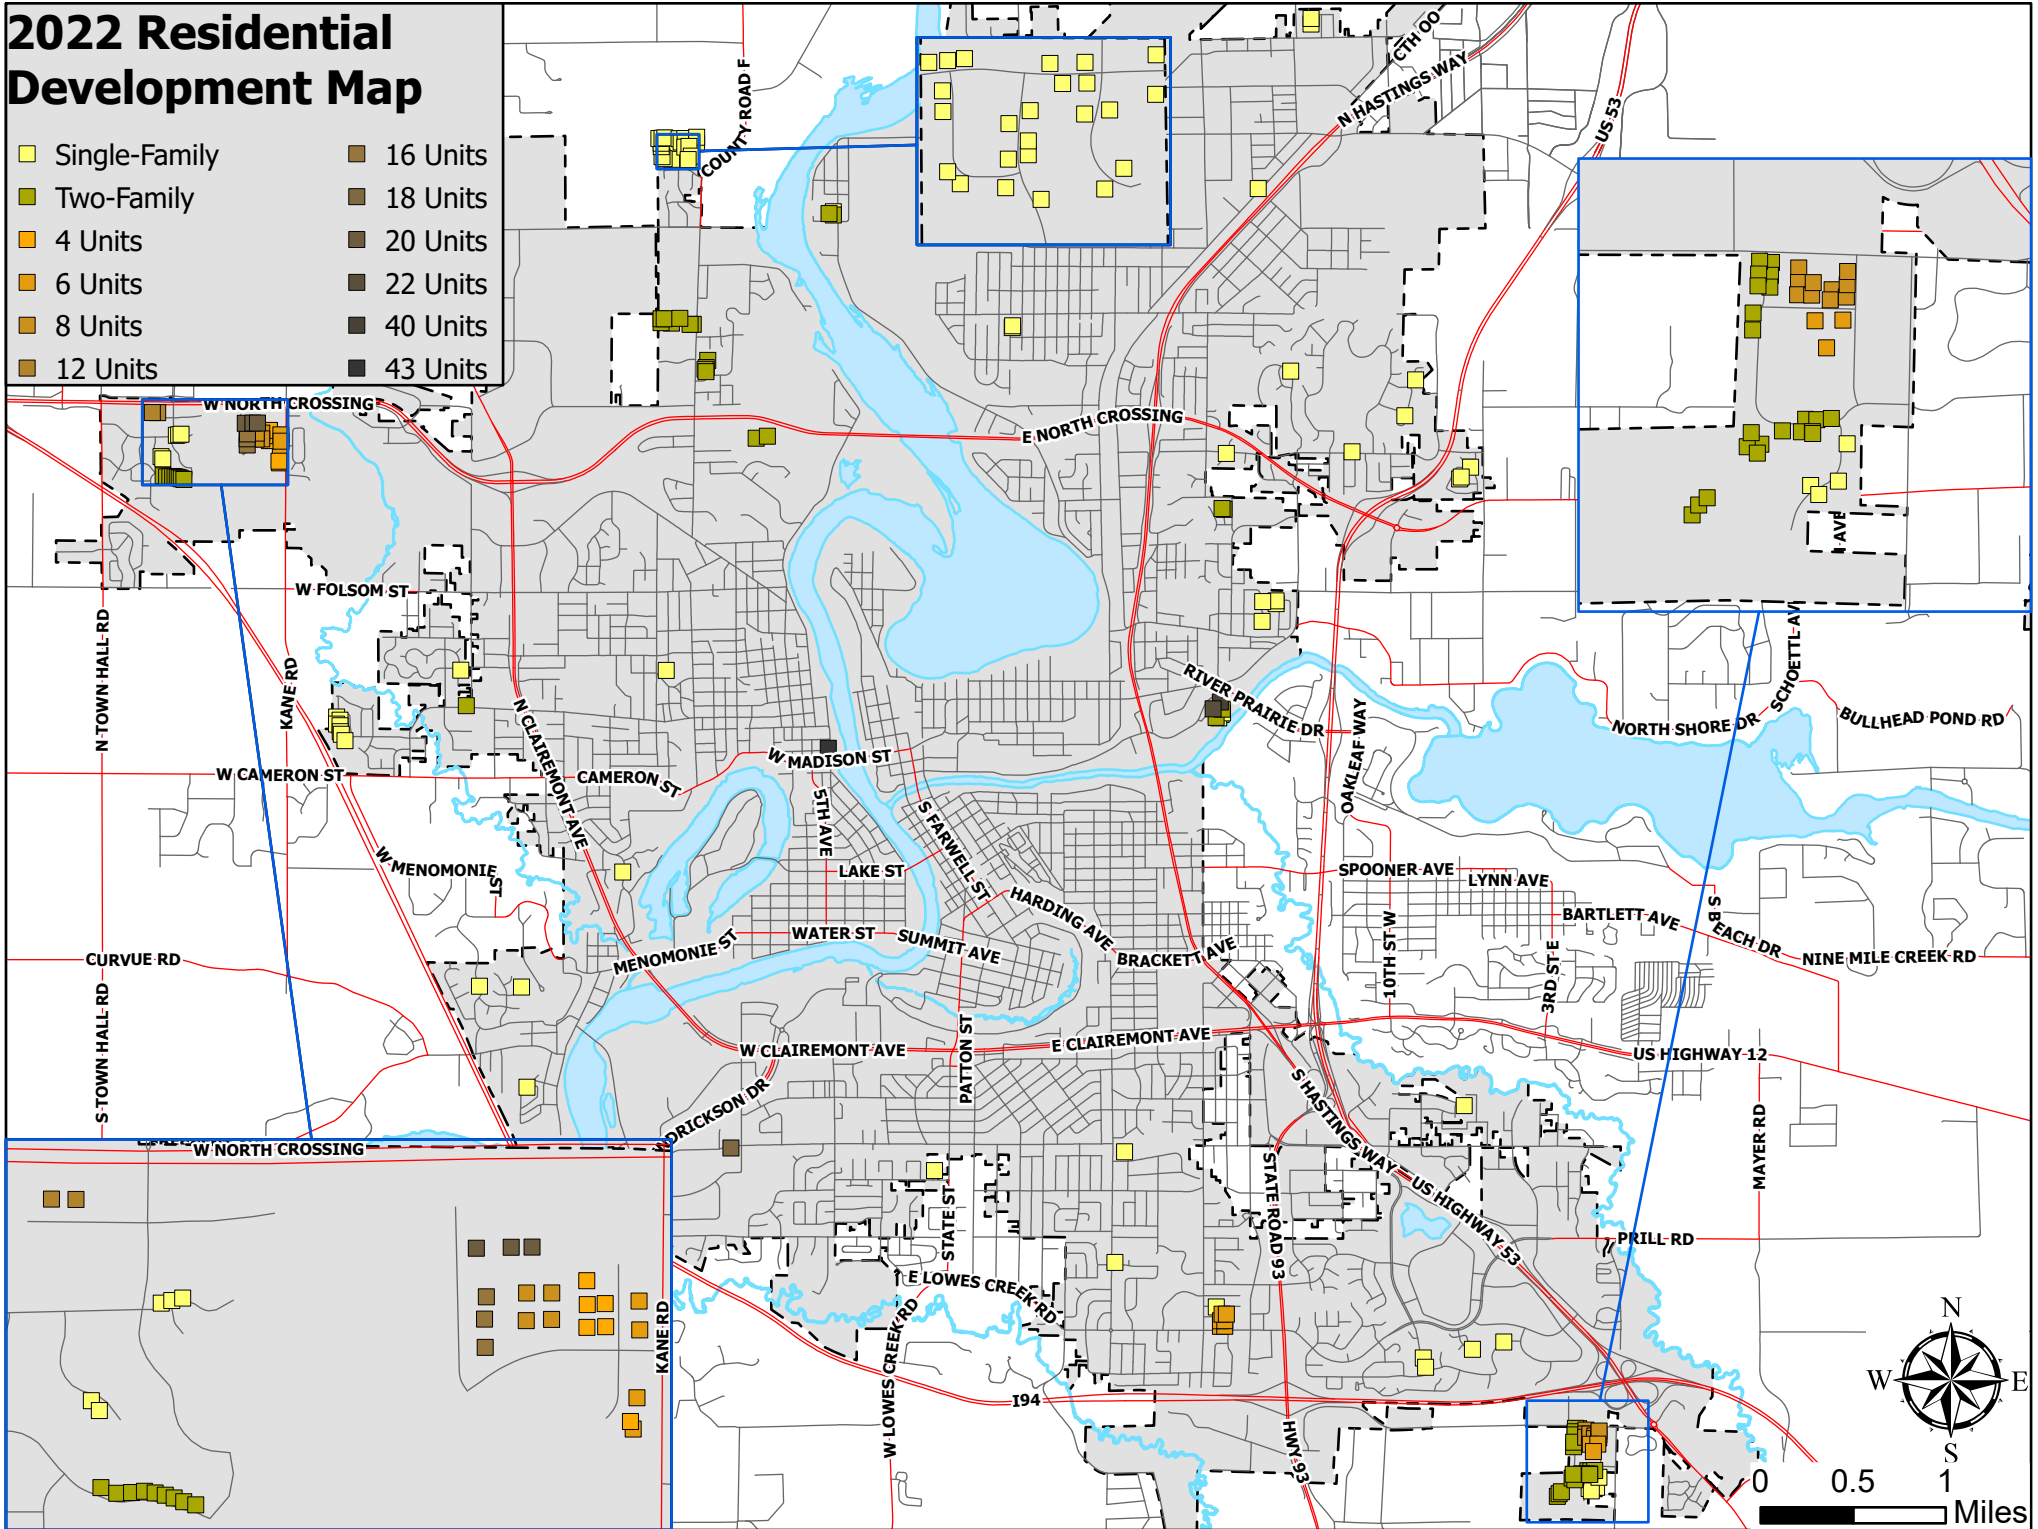 2022 Residential
Development Map
Single-Family
Two-Family
4 Units
6 Units
8 Units
12 Units
16 Units
18 Units
20 Units
22 Units
40 Units
43 Units
COUNTY ROAD F
CTH OO
N HASTINGS WAY
US 53
W NORTH CROSSING
E NORTH CROSSING
AVE
W FOLSOM ST
N TOWN HALL RD
KANE RD
N CLAIREMONT AVE
RIVER PRAIRIE DR
OAKLEAF WAY
NORTH SHORE DR
SCHOETTL AV
BULLHEAD POND RD
W CAMERON ST
CAMERON ST
W MADISON ST
5TH AVE
S FARWELL ST
W MENOMONIE
ST
LAKE ST
SPOONER AVE
LYNN AVE
HARDING AVE
BARTLETT AVE
S BEACH DR
WATER ST
SUMMIT AVE
MENOMONIE ST
BRACKETT AVE
10TH ST W
3RD ST E
NINE MILE CREEK RD
CURVUE RD
S TOWN HALL RD
PATTON ST
W CLAIREMONT AVE
E CLAIREMONT AVE
US HIGHWAY 12
DRICKSON DR
S HASTINGS WAY
MAYER RD
W NORTH CROSSING
STATE ST
STATE ROAD 93
US HIGHWAY 53
PRILL RD
E LOWES CREEK RD
KANE RD
W LOWES CREEK RD
I94
HWY 93
N
W
E
S
0 0.5 1
Miles